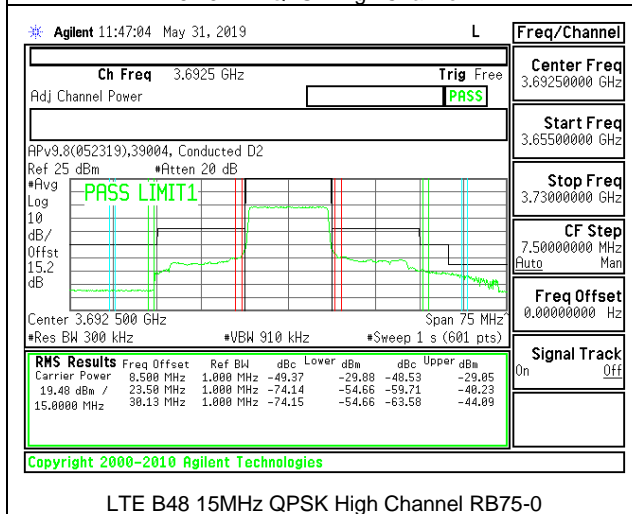 Agilent 11:47:04 May 31, 2019 L
Freq/Channel
Ch Freq 3.6925 GHz Trig Free
Adj Channel Power PASS
Center Freq
3.69250000 GHz
Start Freq
3.65500000 GHz
Stop Freq
3.73000000 GHz
CF Step
7.50000000 MHz
Auto Man
Freq Offset
0.00000000 Hz
Signal Track
On Off
APv9.8(052319),39004, Conducted D2
Ref 25 dBm #Atten 20 dB
#Avg
Log
10
dB/
Offst
15.2
dB
PASS LIMIT1
Center 3.692 500 GHz Span 75 MHz^
#Res BW 300 kHz #VBW 910 kHz #Sweep 1 s (601 pts)
RMS Results Freq Offset Ref BW dBc Lower dBm dBc Upper dBm
Carrier Power 8.500 MHz 1.000 MHz -49.37 -29.88 -48.53 -29.05
19.48 dBm / 23.50 MHz 1.000 MHz -74.14 -54.66 -59.71 -40.23
15.0000 MHz 30.13 MHz 1.000 MHz -74.15 -54.66 -63.58 -44.09
Copyright 2000-2010 Agilent Technologies
LTE B48 15MHz QPSK High Channel RB75-0